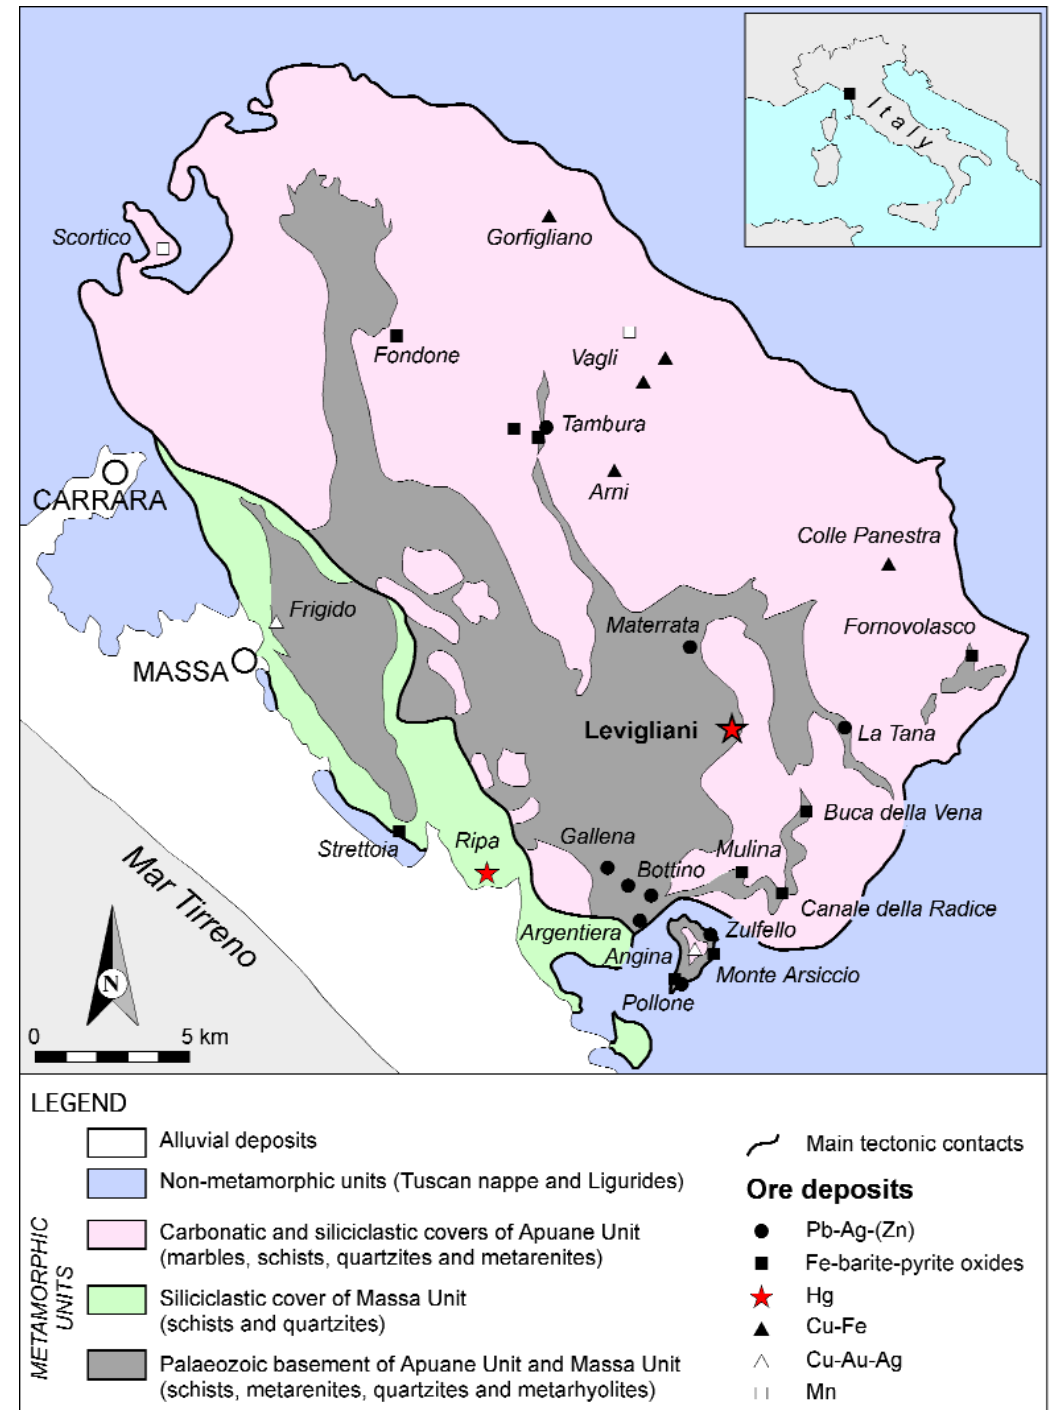 Italy
Scortico
Gorfigliano
Fondone
Vagli
Tambura
Arni
CARRARA
Colle Panestra
Frigido
Materrata
Fornovolasco
MASSA
Levigliani
La Tana
Buca della Vena
Strettoia
Ripa
Gallena
Mulina
Bottino
Canale della Radice
Mar Tirreno
Argentiera
Zulfello
Angina
Monte Arsiccio
Pollone
N
0 5 km
LEGEND
Alluvial deposits
Non-metamorphic units (Tuscan nappe and Ligurides)
METAMORPHIC
UNITS
Carbonatic and siliciclastic covers of Apuane Unit
(marbles, schists, quartzites and metarenites)
Siliciclastic cover of Massa Unit
(schists and quartzites)
Palaeozoic basement of Apuane Unit and Massa Unit
(schists, metarenites, quartzites and metarhyolites)
Main tectonic contacts
Ore deposits
Pb-Ag-(Zn)
Fe-barite-pyrite oxides
Hg
Cu-Fe
Cu-Au-Ag
Mn